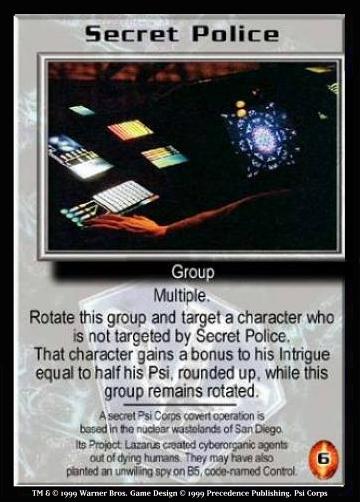 Secret Police
Group
Multiple.
Rotate this group and target a character who
is not targeted by Secret Police.
That character gains a bonus to his Intrigue
equal to half his Psi, rounded up, while this
group remains rotated.
A secret Psi Corps covert operation is
based in the nuclear wastelands of San Diego.
Its Project: Lazarus created cyberorganic agents
out of dying humans. They may have also
planted an unwilling spy on B5, code-named Control.
6
TM & © 1999 Warner Bros. Game Design © 1999 Precedence Publishing. Psi Corps